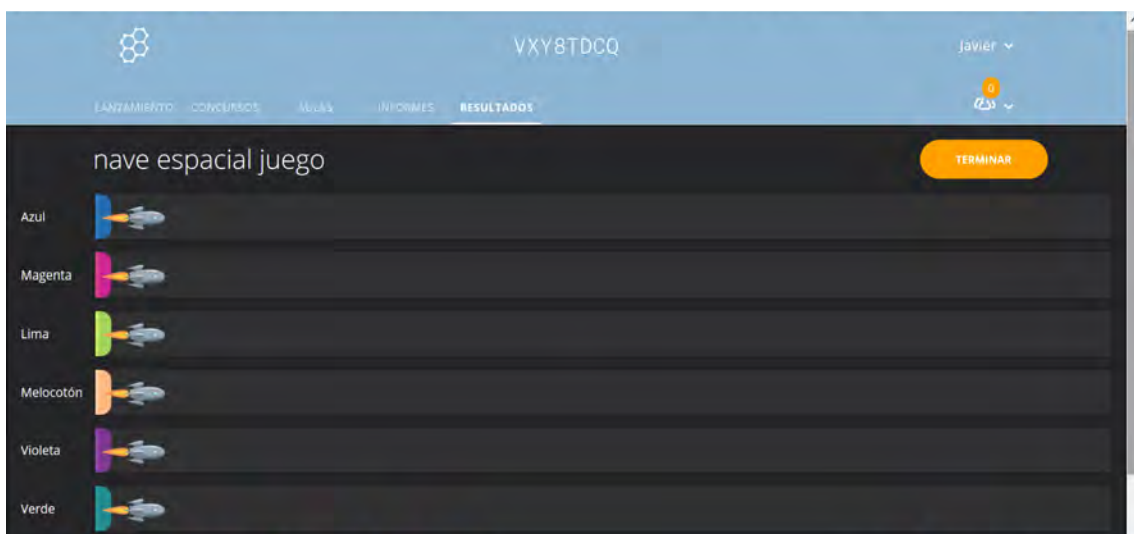 VXY8TDCQ
Javier
0
LANZAMIENTO CONCURSOS AULAS INFORMES RESULTADOS
nave espacial juego
TERMINAR
Azul
Magenta
Lima
Melocotón
Violeta
Verde